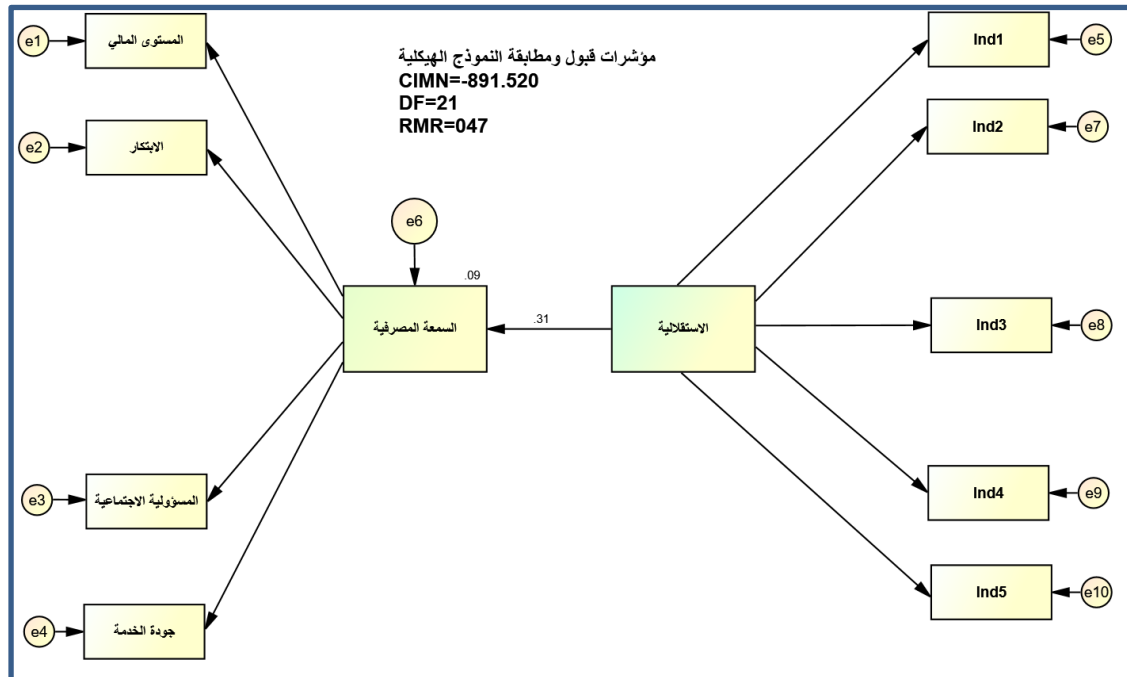 مؤشرات قبول ومطابقة النموذج الهيكلية
CIMN=-891.520
DF=21
RMR=047
e1
المستوى المالي
Ind1
e5
e2
الابتكار
Ind2
e7
e6
.09
السمعة المصرفية
.31
الاستقلالية
Ind3
e8
e3
المسؤولية الاجتماعية
Ind4
e9
e4
جودة الخدمة
Ind5
e10